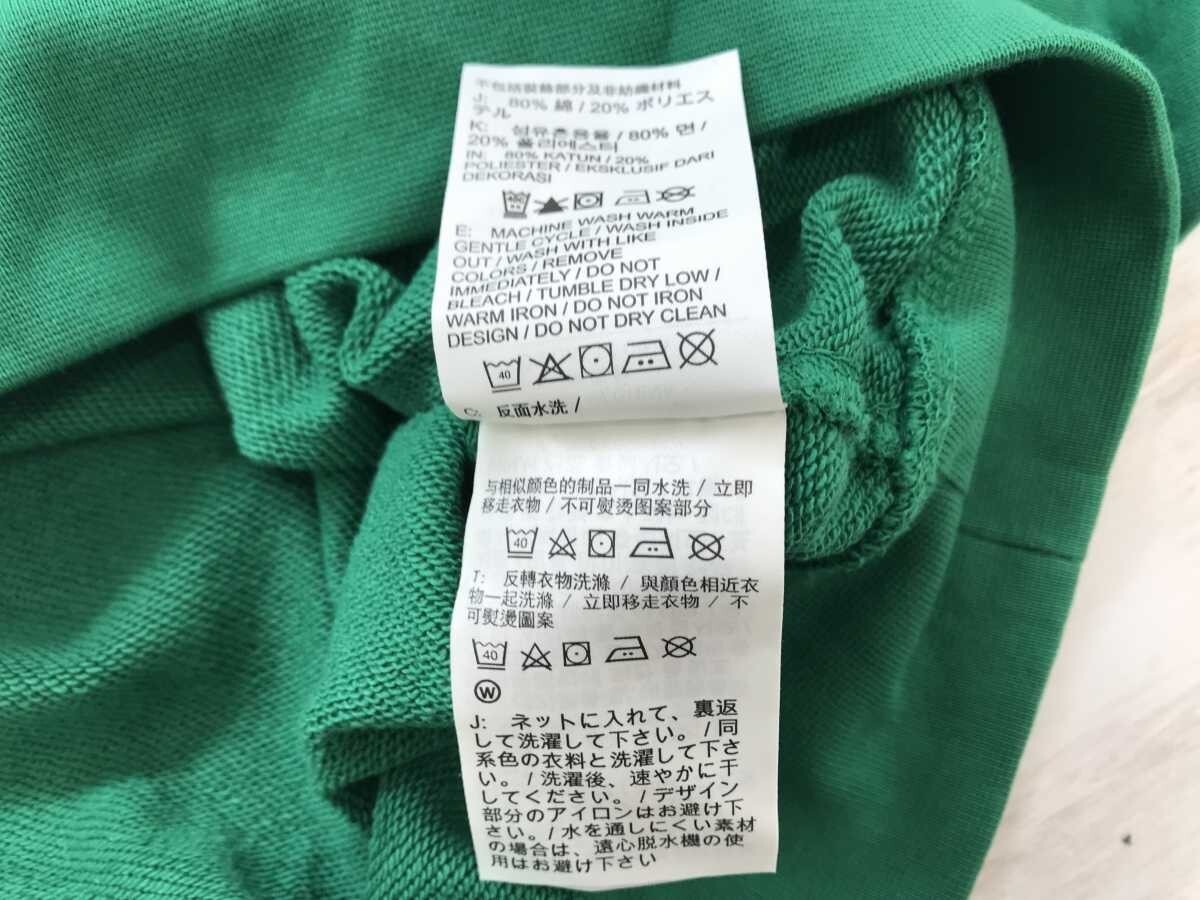 不包括裝飾部分及非紡織材料
J: 80% 綿 / 20% ポリエス
テル
K: 섬유혼용율 / 80% 면 /
20% 폴리에스터
IN: 80% KATUN / 20%
POLIESTER / EKSKLUSIF DARI
DEKORASI
40
E: MACHINE WASH WARM
GENTLE CYCLE / WASH INSIDE
OUT / WASH WITH LIKE
COLORS / REMOVE
IMMEDIATELY / DO NOT
BLEACH / TUMBLE DRY LOW /
WARM IRON / DO NOT IRON
DESIGN / DO NOT DRY CLEAN
40
C: 反面水洗 /
与相似颜色的制品一同水洗 / 立即
移走衣物 / 不可熨烫图案部分
40
T: 反轉衣物洗滌 / 與顏色相近衣
物一起洗滌 / 立即移走衣物 / 不
可熨燙圖案
40
W
J: ネットに入れて、裏返
して洗濯して下さい。/ 同
系色の衣料と洗濯して下さ
い。/ 洗濯後、速やかに干
してください。/ デザイン
部分のアイロンはお避け下
さい。/ 水を通しにくい素材
の場合は、遠心脱水機の使
用はお避け下さい